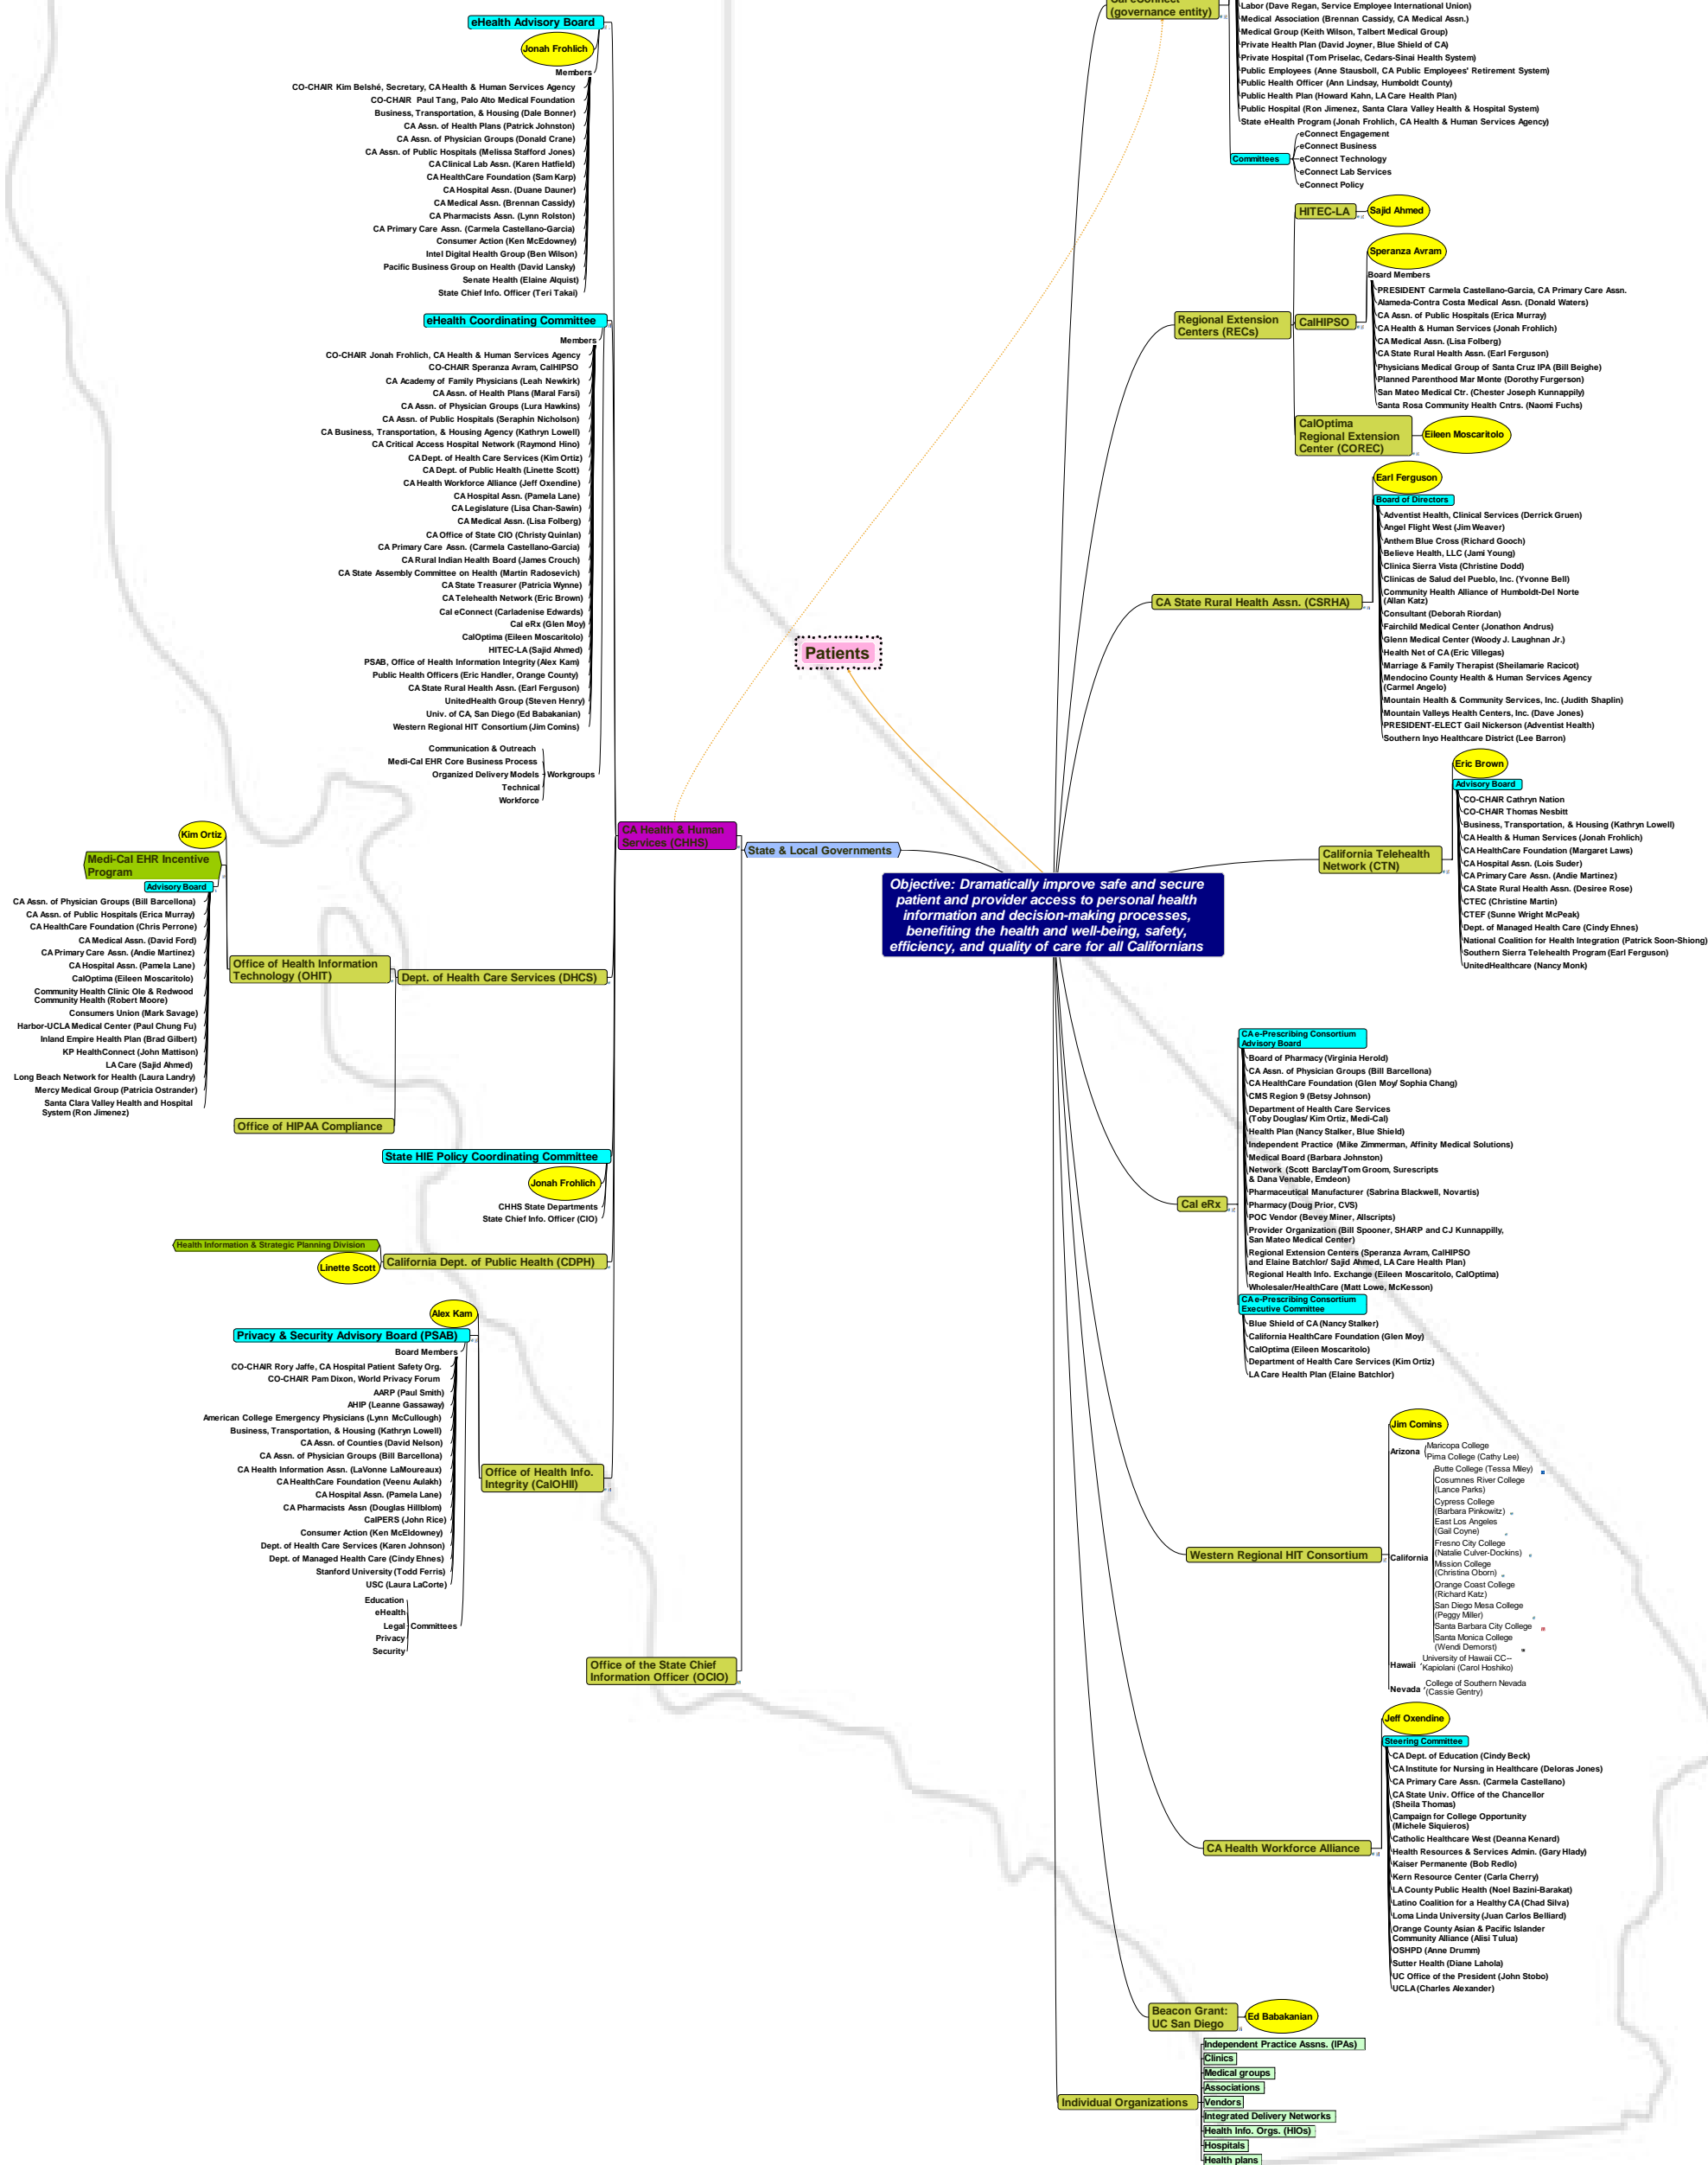 eHealth Advisory Board
Jonah Frohlich
Members
CO-CHAIR Kim Belshé, Secretary, CA Health & Human Services Agency
CO-CHAIR  Paul Tang, Palo Alto Medical Foundation
Business, Transportation, & Housing (Dale Bonner)
CA Assn. of Health Plans (Patrick Johnston)
CA Assn. of Physician Groups (Donald Crane)
CA Assn. of Public Hospitals (Melissa Stafford Jones)
CA Clinical Lab Assn. (Karen Hatfield)
CA HealthCare Foundation (Sam Karp)
CA Hospital Assn. (Duane Dauner)
CA Medical Assn. (Brennan Cassidy)
CA Pharmacists Assn. (Lynn Rolston)
CA Primary Care Assn. (Carmela Castellano-Garcia)
Consumer Action (Ken McEdowney)
Intel Digital Health Group (Ben Wilson)
Pacific Business Group on Health (David Lansky)
Senate Health (Elaine Alquist)
State Chief Info. Officer (Teri Takai)
eHealth Coordinating Committee
Members
CO-CHAIR Jonah Frohlich, CA Health & Human Services Agency
CO-CHAIR Speranza Avram, CalHIPSO
CA Academy of Family Physicians (Leah Newkirk)
CA Assn. of Health Plans (Maral Farsi)
CA Assn. of Physician Groups (Lura Hawkins)
CA Assn. of Public Hospitals (Seraphin Nicholson)
CA Business, Transportation, & Housing Agency (Kathryn Lowell)
CA Critical Access Hospital Network (Raymond Hino)
CA Dept. of Health Care Services (Kim Ortiz)
CA Dept. of Public Health (Linette Scott)
CA Health Workforce Alliance (Jeff Oxendine)
CA Hospital Assn. (Pamela Lane)
CA Legislature (Lisa Chan-Sawin)
CA Medical Assn. (Lisa Folberg)
CA Office of State CIO (Christy Quinlan)
CA Primary Care Assn. (Carmela Castellano-Garcia)
CA Rural Indian Health Board (James Crouch)
CA State Assembly Committee on Health (Martin Radosevich)
CA State Treasurer (Patricia Wynne)
CA Telehealth Network (Eric Brown)
Cal eConnect (Carladenise Edwards)
Cal eRx (Glen Moy)
CalOptima (Eileen Moscaritolo)
HITEC-LA (Sajid Ahmed)
PSAB, Office of Health Information Integrity (Alex Kam)
Public Health Officers (Eric Handler, Orange County)
CA State Rural Health Assn. (Earl Ferguson)
UnitedHealth Group (Steven Henry)
Univ. of CA, San Diego (Ed Babakanian)
Western Regional HIT Consortium (Jim Comins)
Communication & Outreach
Medi-Cal EHR Core Business Process
Organized Delivery Models
Technical
Workforce
Workgroups
CA Health & Human
Services (CHHS)
State & Local Governments
Kim Ortiz
Medi-Cal EHR Incentive
Program
Advisory Board
CA Assn. of Physician Groups (Bill Barcellona)
CA Assn. of Public Hospitals (Erica Murray)
CA HealthCare Foundation (Chris Perrone)
CA Medical Assn. (David Ford)
CA Primary Care Assn. (Andie Martinez)
CA Hospital Assn. (Pamela Lane)
CalOptima (Eileen Moscaritolo)
Community Health Clinic Ole & Redwood
Community Health (Robert Moore)
Consumers Union (Mark Savage)
Harbor-UCLA Medical Center (Paul Chung Fu)
Inland Empire Health Plan (Brad Gilbert)
KP HealthConnect (John Mattison)
LA Care (Sajid Ahmed)
Long Beach Network for Health (Laura Landry)
Mercy Medical Group (Patricia Ostrander)
Santa Clara Valley Health and Hospital
System (Ron Jimenez)
Office of Health Information
Technology (OHIT)
Dept. of Health Care Services (DHCS)
Office of HIPAA Compliance
State HIE Policy Coordinating Committee
Jonah Frohlich
CHHS State Departments
State Chief Info. Officer (CIO)
Health Information & Strategic Planning Division
Linette Scott
California Dept. of Public Health (CDPH)
Alex Kam
Privacy & Security Advisory Board (PSAB)
Board Members
CO-CHAIR Rory Jaffe, CA Hospital Patient Safety Org.
CO-CHAIR Pam Dixon, World Privacy Forum
AARP (Paul Smith)
AHIP (Leanne Gassaway)
American College Emergency Physicians (Lynn McCullough)
Business, Transportation, & Housing (Kathryn Lowell)
CA Assn. of Counties (David Nelson)
CA Assn. of Physician Groups (Bill Barcellona)
CA Health Information Assn. (LaVonne LaMoureaux)
CA HealthCare Foundation (Veenu Aulakh)
CA Hospital Assn. (Pamela Lane)
CA Pharmacists Assn (Douglas Hillblom)
CalPERS (John Rice)
Consumer Action (Ken McEldowney)
Dept. of Health Care Services (Karen Johnson)
Dept. of Managed Health Care (Cindy Ehnes)
Stanford University (Todd Ferris)
USC (Laura LaCorte)
Education
eHealth
Legal
Privacy
Security
Committees
Office of Health Info.
Integrity (CalOHII)
Office of the State Chief
Information Officer (OCIO)
Patients
Objective: Dramatically improve safe and secure
patient and provider access to personal health
information and decision-making processes,
benefiting the health and well-being, safety,
efficiency, and quality of care for all Californians
Cal eConnect
(governance entity)
Labor (Dave Regan, Service Employee International Union)
Medical Association (Brennan Cassidy, CA Medical Assn.)
Medical Group (Keith Wilson, Talbert Medical Group)
Private Health Plan (David Joyner, Blue Shield of CA)
Private Hospital (Tom Priselac, Cedars-Sinai Health System)
Public Employees (Anne Stausboll, CA Public Employees' Retirement System)
Public Health Officer (Ann Lindsay, Humboldt County)
Public Health Plan (Howard Kahn, LA Care Health Plan)
Public Hospital (Ron Jimenez, Santa Clara Valley Health & Hospital System)
State eHealth Program (Jonah Frohlich, CA Health & Human Services Agency)
Committees
eConnect Engagement
eConnect Business
eConnect Technology
eConnect Lab Services
eConnect Policy
Regional Extension
Centers (RECs)
HITEC-LA
Sajid Ahmed
CalHIPSO
Speranza Avram
Board Members
PRESIDENT Carmela Castellano-Garcia, CA Primary Care Assn.
Alameda-Contra Costa Medical Assn. (Donald Waters)
CA Assn. of Public Hospitals (Erica Murray)
CA Health & Human Services (Jonah Frohlich)
CA Medical Assn. (Lisa Folberg)
CA State Rural Health Assn. (Earl Ferguson)
Physicians Medical Group of Santa Cruz IPA (Bill Beighe)
Planned Parenthood Mar Monte (Dorothy Furgerson)
San Mateo Medical Ctr. (Chester Joseph Kunnappily)
Santa Rosa Community Health Cntrs. (Naomi Fuchs)
CalOptima
Regional Extension
Center (COREC)
Eileen Moscaritolo
CA State Rural Health Assn. (CSRHA)
Earl Ferguson
Board of Directors
Adventist Health, Clinical Services (Derrick Gruen)
Angel Flight West (Jim Weaver)
Anthem Blue Cross (Richard Gooch)
Believe Health, LLC (Jami Young)
Clinica Sierra Vista (Christine Dodd)
Clinicas de Salud del Pueblo, Inc. (Yvonne Bell)
Community Health Alliance of Humboldt-Del Norte
(Allan Katz)
Consultant (Deborah Riordan)
Fairchild Medical Center (Jonathon Andrus)
Glenn Medical Center (Woody J. Laughnan Jr.)
Health Net of CA (Eric Villegas)
Marriage & Family Therapist (Sheilamarie Racicot)
Mendocino County Health & Human Services Agency
(Carmel Angelo)
Mountain Health & Community Services, Inc. (Judith Shaplin)
Mountain Valleys Health Centers, Inc. (Dave Jones)
PRESIDENT-ELECT Gail Nickerson (Adventist Health)
Southern Inyo Healthcare District (Lee Barron)
California Telehealth
Network (CTN)
Eric Brown
Advisory Board
CO-CHAIR Cathryn Nation
CO-CHAIR Thomas Nesbitt
Business, Transportation, & Housing (Kathryn Lowell)
CA Health & Human Services (Jonah Frohlich)
CA HealthCare Foundation (Margaret Laws)
CA Hospital Assn. (Lois Suder)
CA Primary Care Assn. (Andie Martinez)
CA State Rural Health Assn. (Desiree Rose)
CTEC (Christine Martin)
CTEF (Sunne Wright McPeak)
Dept. of Managed Health Care (Cindy Ehnes)
National Coalition for Health Integration (Patrick Soon-Shiong)
Southern Sierra Telehealth Program (Earl Ferguson)
UnitedHealthcare (Nancy Monk)
Cal eRx
CA e-Prescribing Consortium
Advisory Board
Board of Pharmacy (Virginia Herold)
CA Assn. of Physician Groups (Bill Barcellona)
CA HealthCare Foundation (Glen Moy/ Sophia Chang)
CMS Region 9 (Betsy Johnson)
Department of Health Care Services
(Toby Douglas/ Kim Ortiz, Medi-Cal)
Health Plan (Nancy Stalker, Blue Shield)
Independent Practice (Mike Zimmerman, Affinity Medical Solutions)
Medical Board (Barbara Johnston)
Network  (Scott Barclay/Tom Groom, Surescripts
& Dana Venable, Emdeon)
Pharmaceutical Manufacturer (Sabrina Blackwell, Novartis)
Pharmacy (Doug Prior, CVS)
POC Vendor (Bevey Miner, Allscripts)
Provider Organization (Bill Spooner, SHARP and CJ Kunnappilly,
San Mateo Medical Center)
Regional Extension Centers (Speranza Avram, CalHIPSO
and Elaine Batchlor/ Sajid Ahmed, LA Care Health Plan)
Regional Health Info. Exchange (Eileen Moscaritolo, CalOptima)
Wholesaler/HealthCare (Matt Lowe, McKesson)
CA e-Prescribing Consortium
Executive Committee
Blue Shield of CA (Nancy Stalker)
California HealthCare Foundation (Glen Moy)
CalOptima (Eileen Moscaritolo)
Department of Health Care Services (Kim Ortiz)
LA Care Health Plan (Elaine Batchlor)
Western Regional HIT Consortium
Jim Comins
Arizona
Maricopa College
Pima College (Cathy Lee)
California
Butte College (Tessa Miley)
Cosumnes River College
(Lance Parks)
Cypress College
(Barbara Pinkowitz)
East Los Angeles
(Gail Coyne)
Fresno City College
(Natalie Culver-Dockins)
Mission College
(Christina Oborn)
Orange Coast College
(Richard Katz)
San Diego Mesa College
(Peggy Miller)
Santa Barbara City College
Santa Monica College
(Wendi Demorst)
Hawaii
University of Hawaii CC--
Kapiolani (Carol Hoshiko)
Nevada
College of Southern Nevada
(Cassie Gentry)
CA Health Workforce Alliance
Jeff Oxendine
Steering Committee
CA Dept. of Education (Cindy Beck)
CA Institute for Nursing in Healthcare (Deloras Jones)
CA Primary Care Assn. (Carmela Castellano)
CA State Univ. Office of the Chancellor
(Sheila Thomas)
Campaign for College Opportunity
(Michele Siquieros)
Catholic Healthcare West (Deanna Kenard)
Health Resources & Services Admin. (Gary Hlady)
Kaiser Permanente (Bob Redlo)
Kern Resource Center (Carla Cherry)
LA County Public Health (Noel Bazini-Barakat)
Latino Coalition for a Healthy CA (Chad Silva)
Loma Linda University (Juan Carlos Belliard)
Orange County Asian & Pacific Islander
Community Alliance (Alisi Tulua)
OSHPD (Anne Drumm)
Sutter Health (Diane Lahola)
UC Office of the President (John Stobo)
UCLA (Charles Alexander)
Beacon Grant:
UC San Diego
Ed Babakanian
Individual Organizations
Independent Practice Assns. (IPAs)
Clinics
Medical groups
Associations
Vendors
Integrated Delivery Networks
Health Info. Orgs. (HIOs)
Hospitals
Health plans